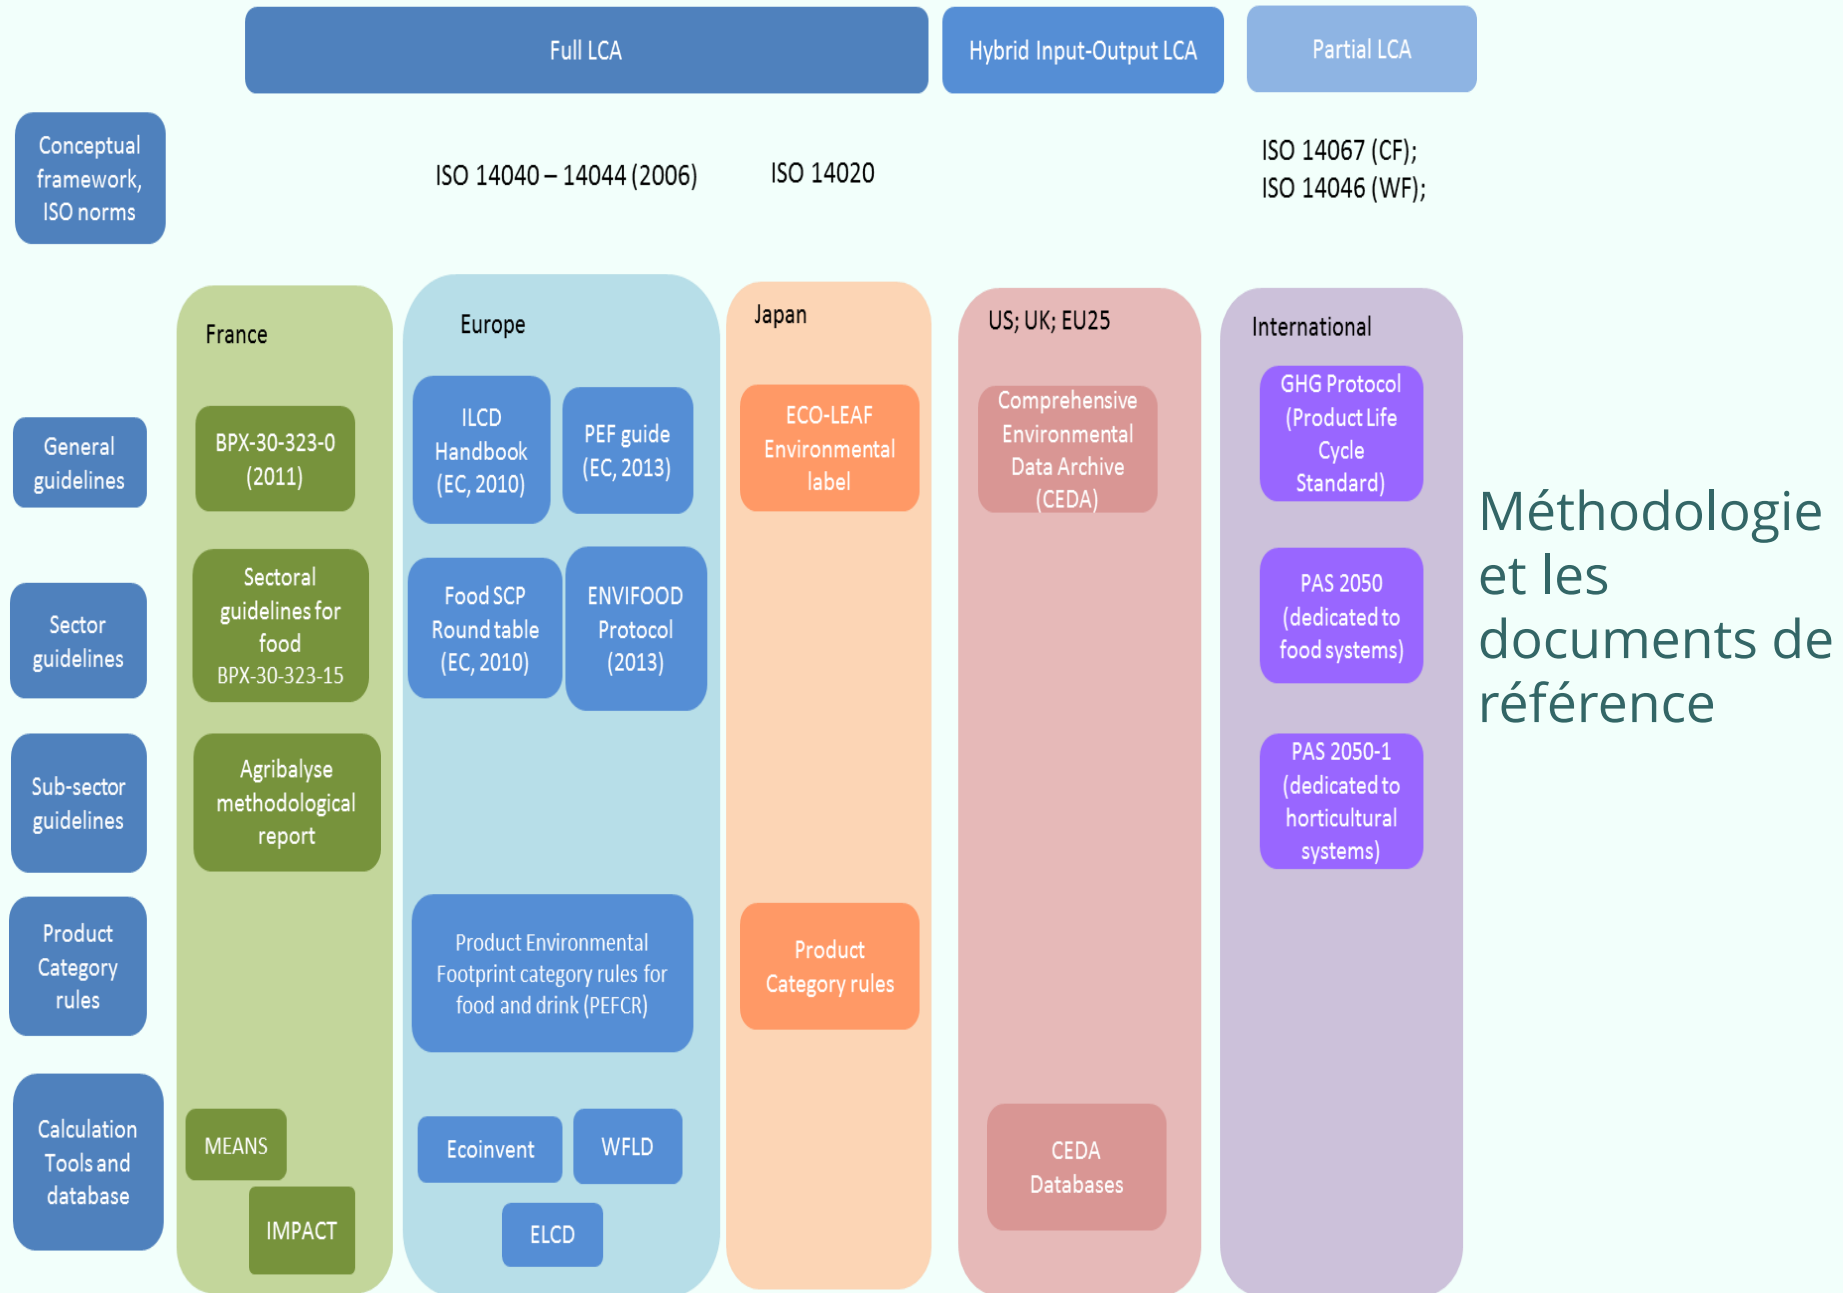 Full LCA
Hybrid Input-Output LCA
Partial LCA
Conceptual
framework,
ISO norms
ISO 14040 – 14044 (2006)
ISO 14020
ISO 14067 (CF);
ISO 14046 (WF);
France
Europe
Japan
US; UK; EU25
International
General
guidelines
BPX-30-323-0
(2011)
ILCD
Handbook
(EC, 2010)
PEF guide
(EC, 2013)
ECO-LEAF
Environmental
label
Comprehensive
Environmental
Data Archive
(CEDA)
GHG Protocol
(Product Life
Cycle
Standard)
Sector
guidelines
Sectoral
guidelines for
food
BPX-30-323-15
Food SCP
Round table
(EC, 2010)
ENVIFOOD
Protocol
(2013)
PAS 2050
(dedicated to
food systems)
Sub-sector
guidelines
Agribalyse
methodological
report
PAS 2050-1
(dedicated to
horticultural
systems)
Product
Category
rules
Product Environmental
Footprint category rules for
food and drink (PEFCR)
Product
Category rules
Calculation
Tools and
database
MEANS
IMPACT
Ecoinvent
WFLD
ELCD
CEDA
Databases
Méthodologie
et les
documents de
référence